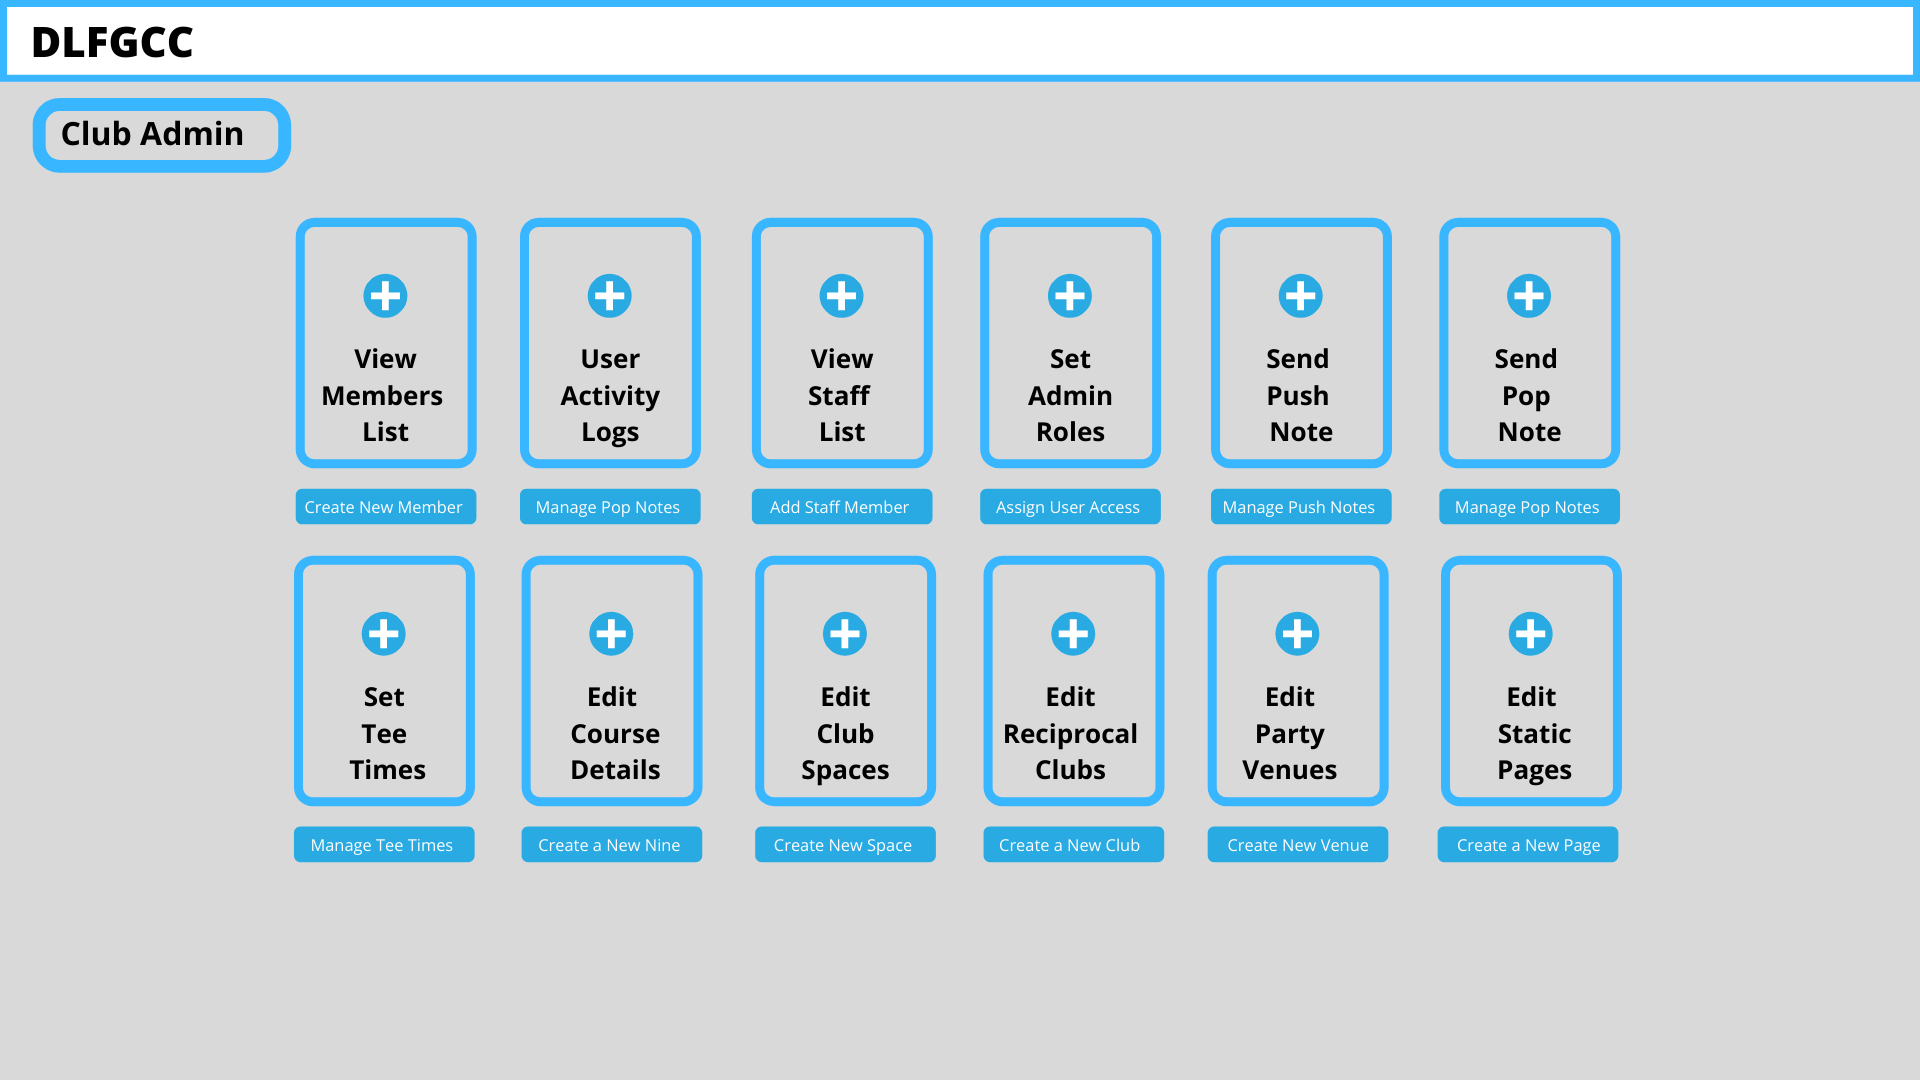 DLFGCC
Club Admin
View
Members
List
User
Activity
Logs
View
Staff
List
Set
Admin
Roles
Send
Push
Note
Send
Pop
Note
Create New Member
Manage Pop Notes
Add Staff Member
Assign User Access
Manage Push Notes
Manage Pop Notes
Set
Tee
Times
Edit
Course
Details
Edit
Club
Spaces
Edit
Reciprocal
Clubs
Edit
Party
Venues
Edit
Static
Pages
Manage Tee Times
Create a New Nine
Create New Space
Create a New Club
Create New Venue
Create a New Page